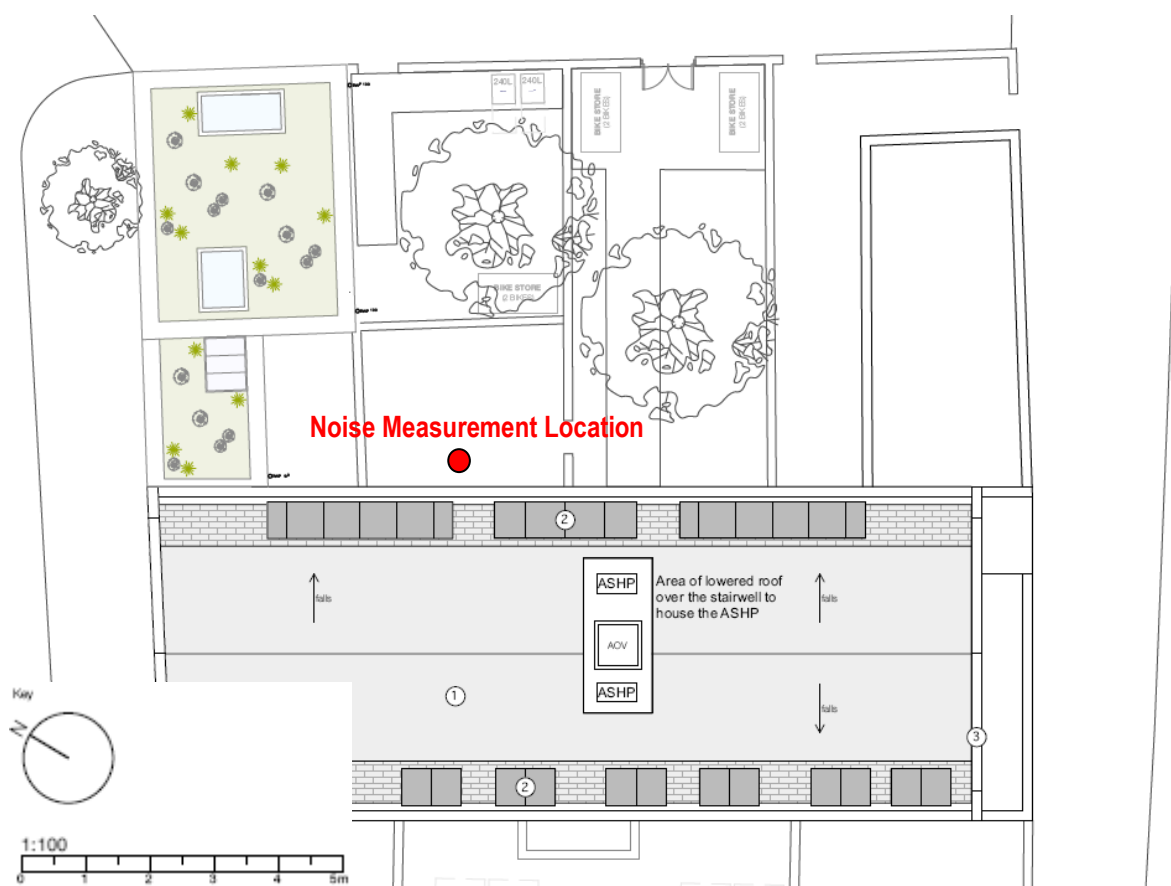 240L 240L
BIKE STORE
(2 BIKES)
BIKE STORE
(2 BIKES)
BIKE STORE
(2 BIKES)
Noise Measurement Location
2
ASHP
Area of lowered roof
over the stairwell to
house the ASHP
falls
falls
AOV
ASHP
1
falls
3
2
Key
N
1:100
0 1 2 3 4 5m